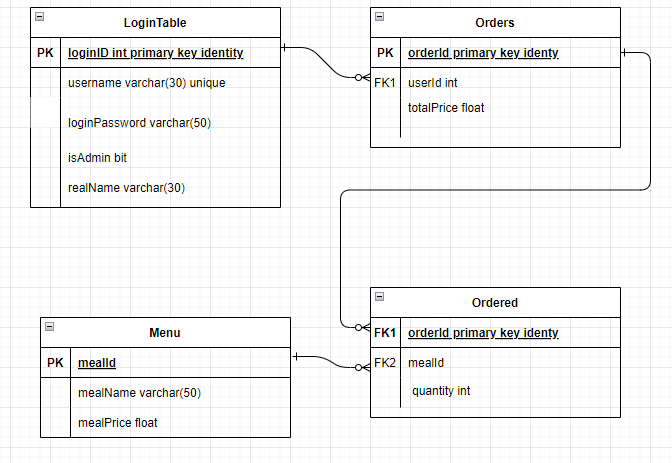 LoginTable
PK loginID int primary key identity
username varchar(30) unique
loginPassword varchar(50)
isAdmin bit
realName varchar(30)
Orders
PK orderId primary key identy
FK1 userId int
totalPrice float
Menu
PK mealId
mealName varchar(50)
mealPrice float
Ordered
FK1 orderId primary key identy
FK2 mealId
quantity int